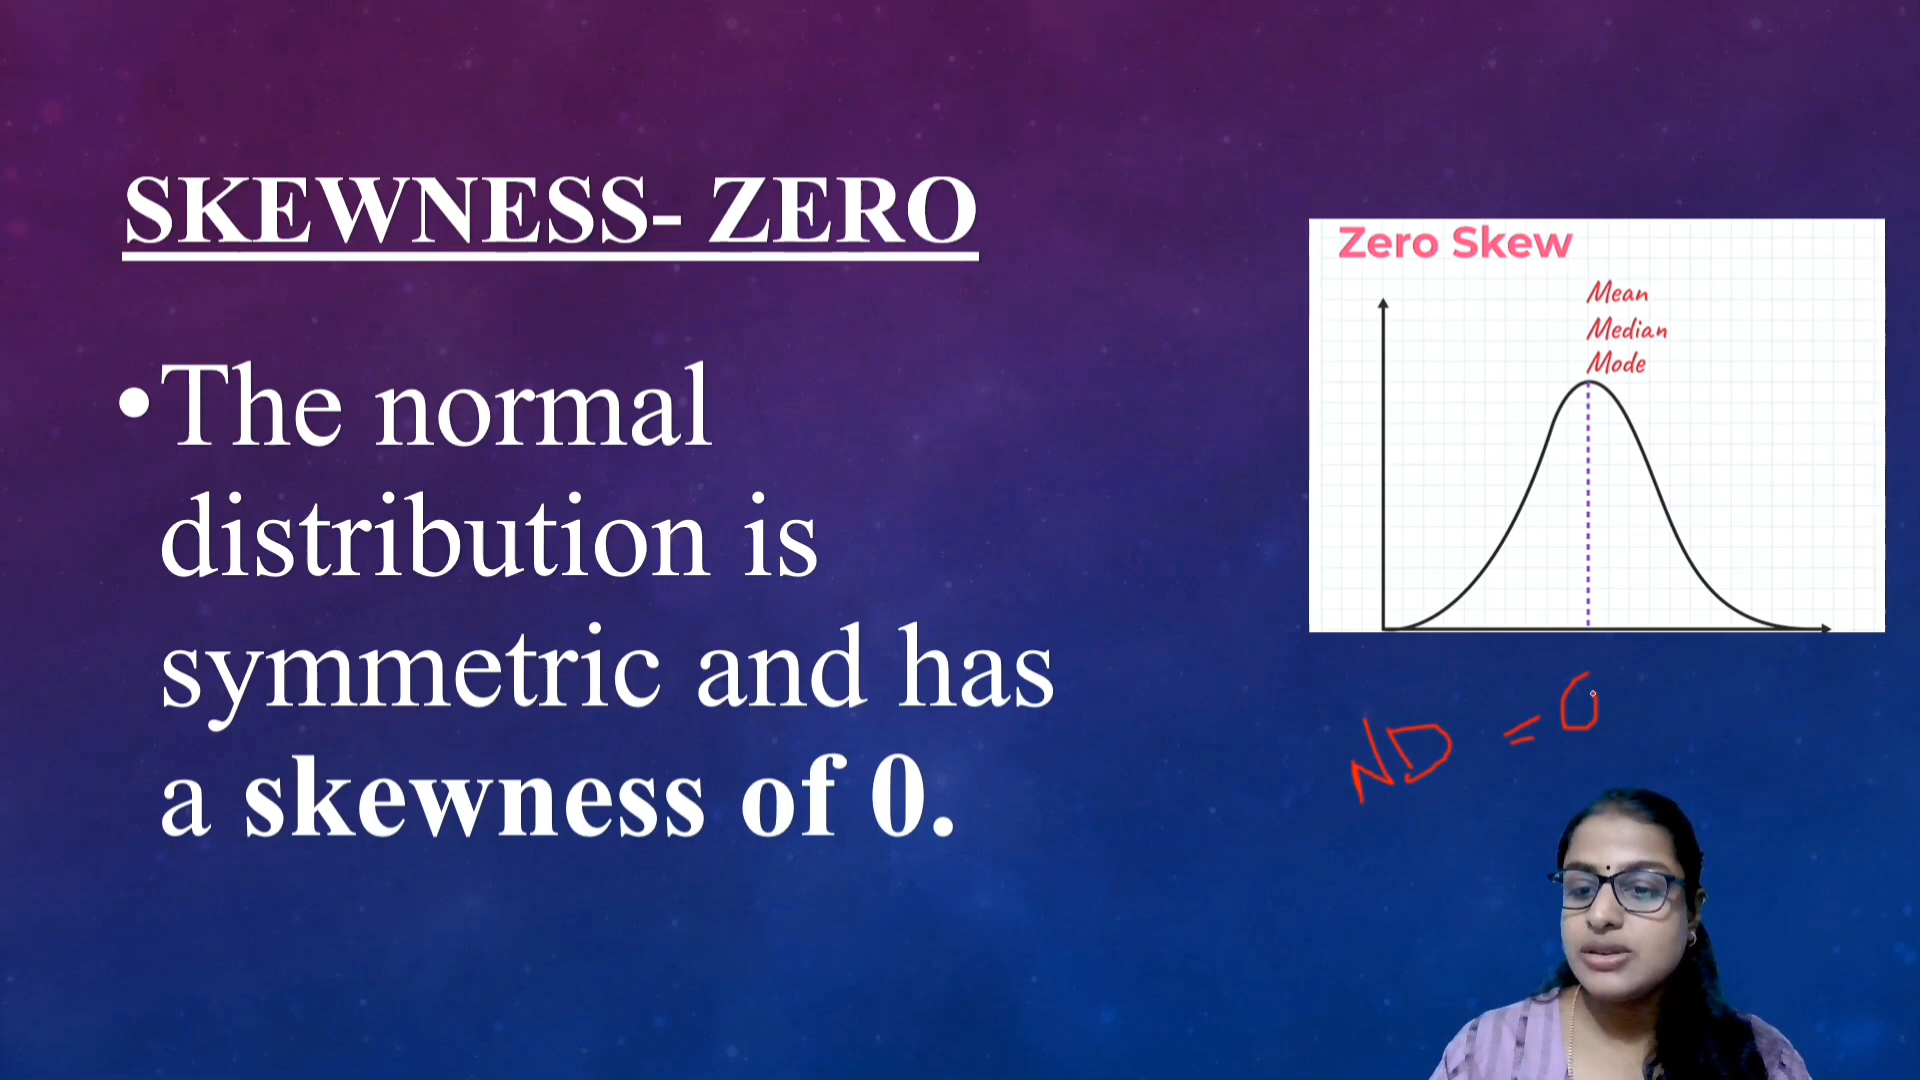 SKEWNESS- ZERO
•The normal
distribution is
symmetric and has
a skewness of 0.
Zero Skew
Mean
Median
Mode
ND = 0